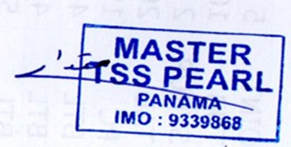 MASTER
TSS PEARL
PANAMA
IMO : 9339868